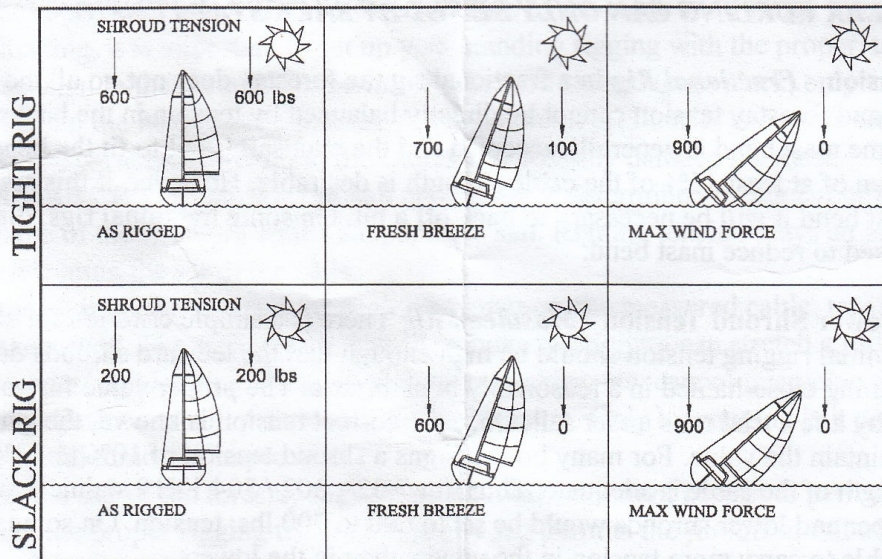 TIGHT RIG
SHROUD TENSION
600 600 lbs
AS RIGGED
700 100
FRESH BREEZE
900 0
MAX WIND FORCE
SLACK RIG
SHROUD TENSION
200 200 lbs
AS RIGGED
600 0
FRESH BREEZE
900 0
MAX WIND FORCE